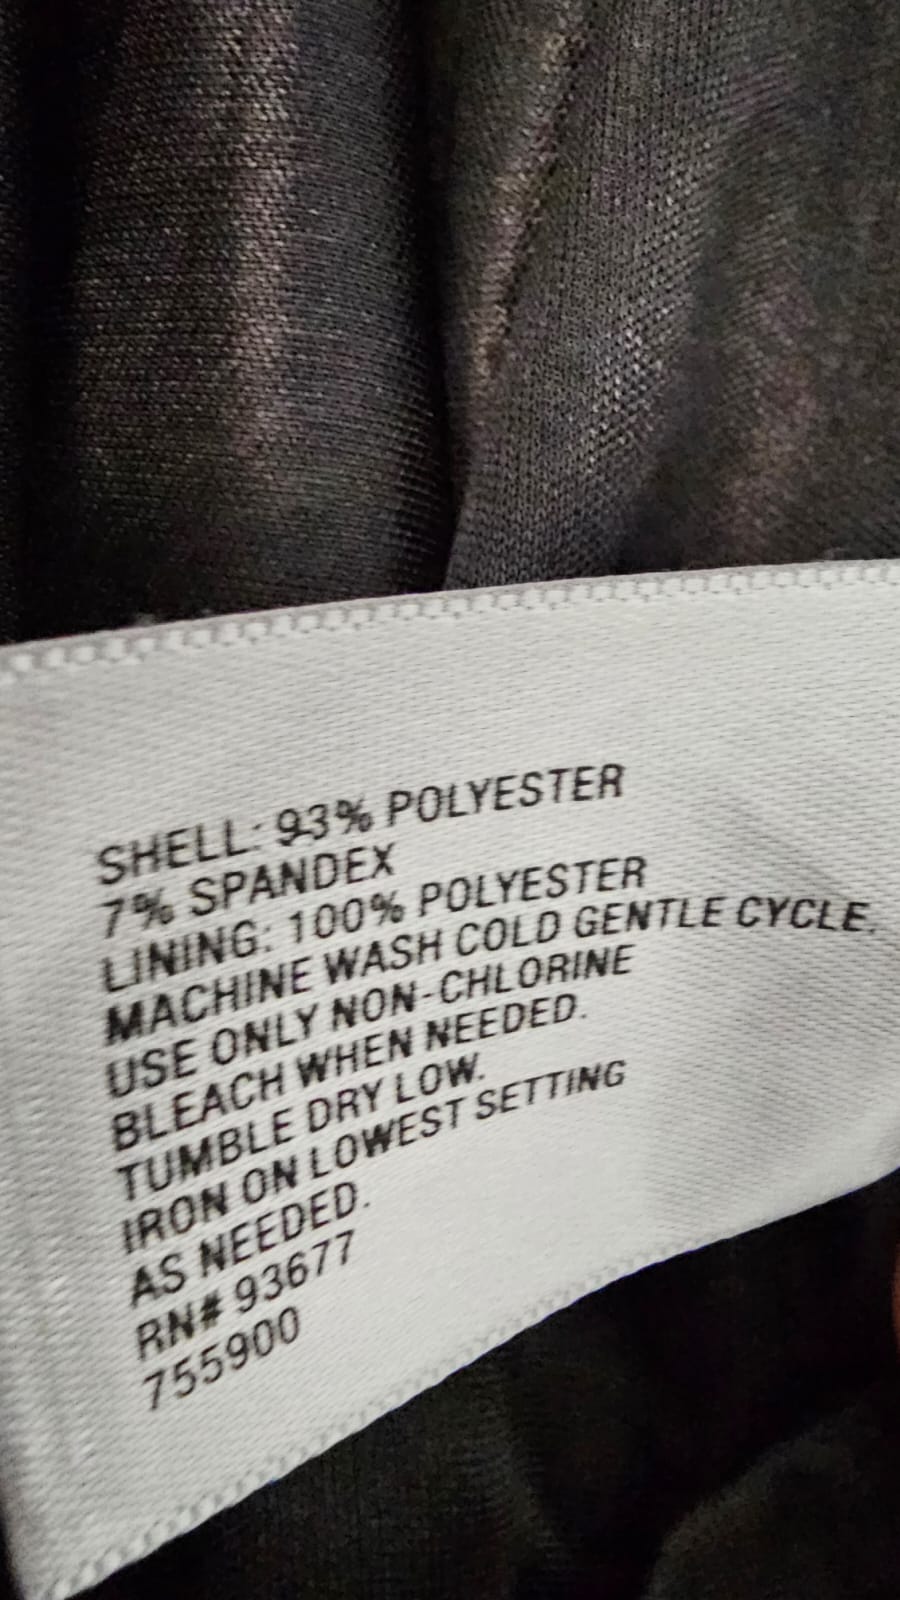 SHELL: 93% POLYESTER
7% SPANDEX
LINING: 100% POLYESTER
MACHINE WASH COLD GENTLE CYCLE.
USE ONLY NON-CHLORINE
BLEACH WHEN NEEDED.
TUMBLE DRY LOW.
IRON ON LOWEST SETTING
AS NEEDED.
RN# 93677
755900